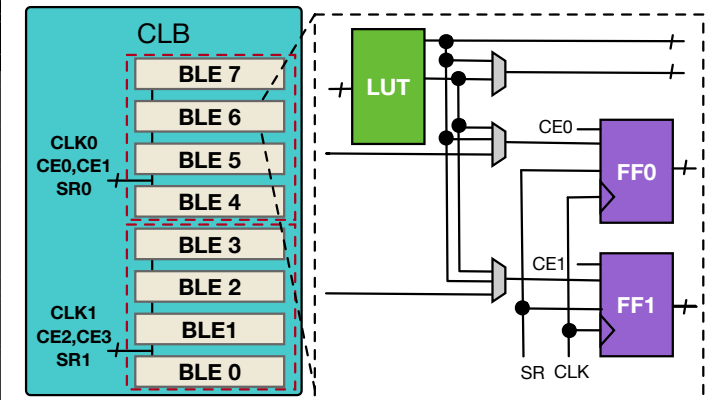 CLB
BLE 7
BLE 6
BLE 5
BLE 4
BLE 3
BLE 2
BLE1
BLE 0
CLK0
CE0,CE1
SR0
CLK1
CE2,CE3
SR1
LUT
CE0
FF0
CE1
FF1
SR CLK